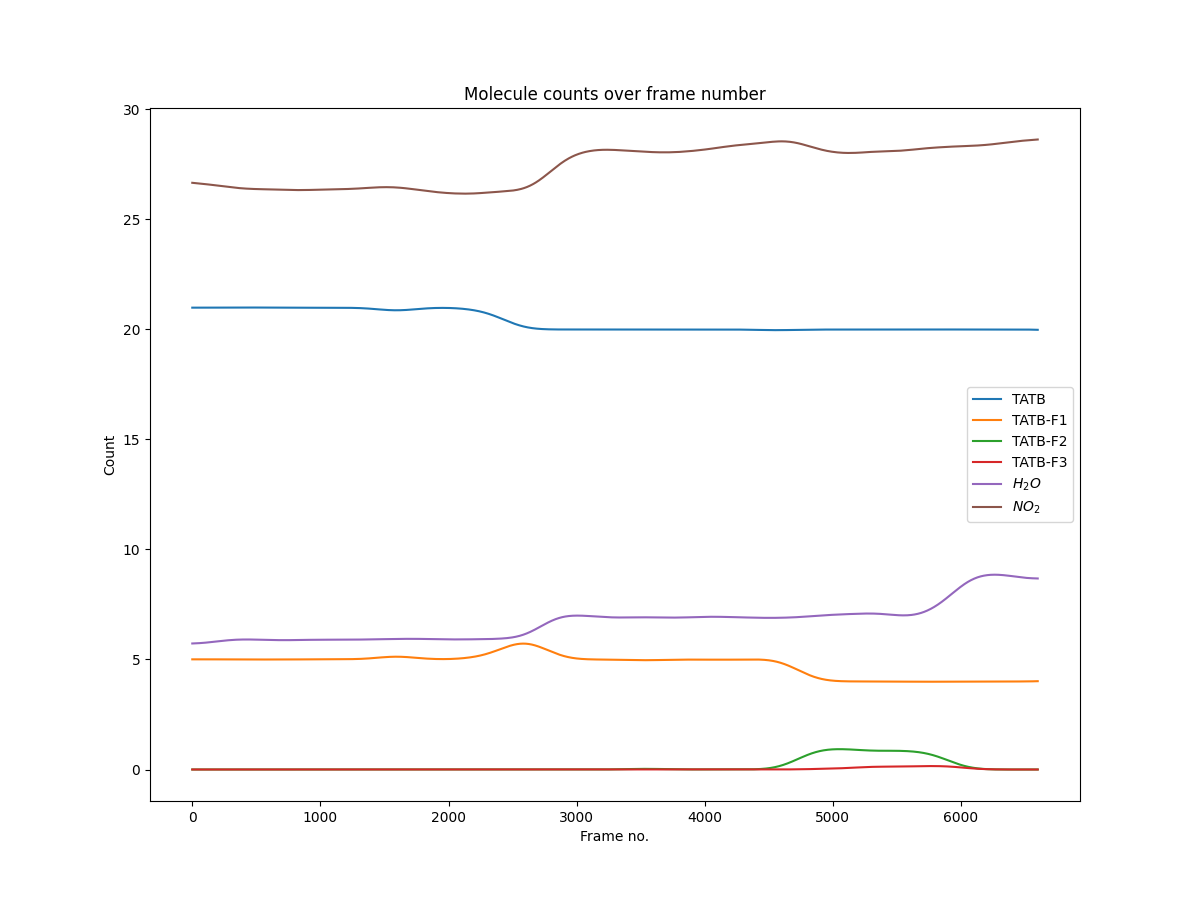 Molecule counts over frame number
30
25
20
15
10
5
0
Count
TATB
TATB-F1
TATB-F2
TATB-F3
H₂O
NO₂
0 1000 2000 3000 4000 5000 6000
Frame no.